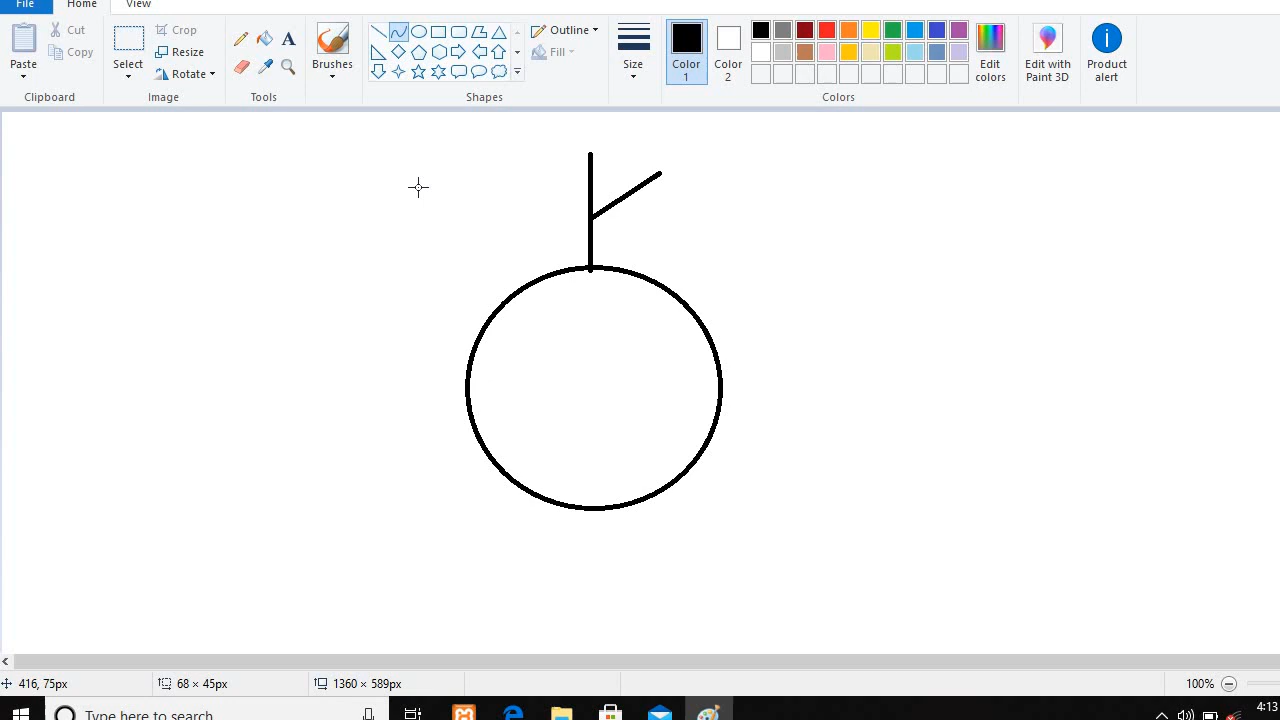 File Home View
Cut
Copy
Paste
Clipboard
Select
Crop
Resize
Rotate
Image
A
Tools
Brushes
Outline
Fill
Shapes
Size
Color 1
Color 2
Edit colors
Colors
Edit with Paint 3D
Product alert
416, 75px 68 × 45px 1360 × 589px 100%
Type here to search 4:13